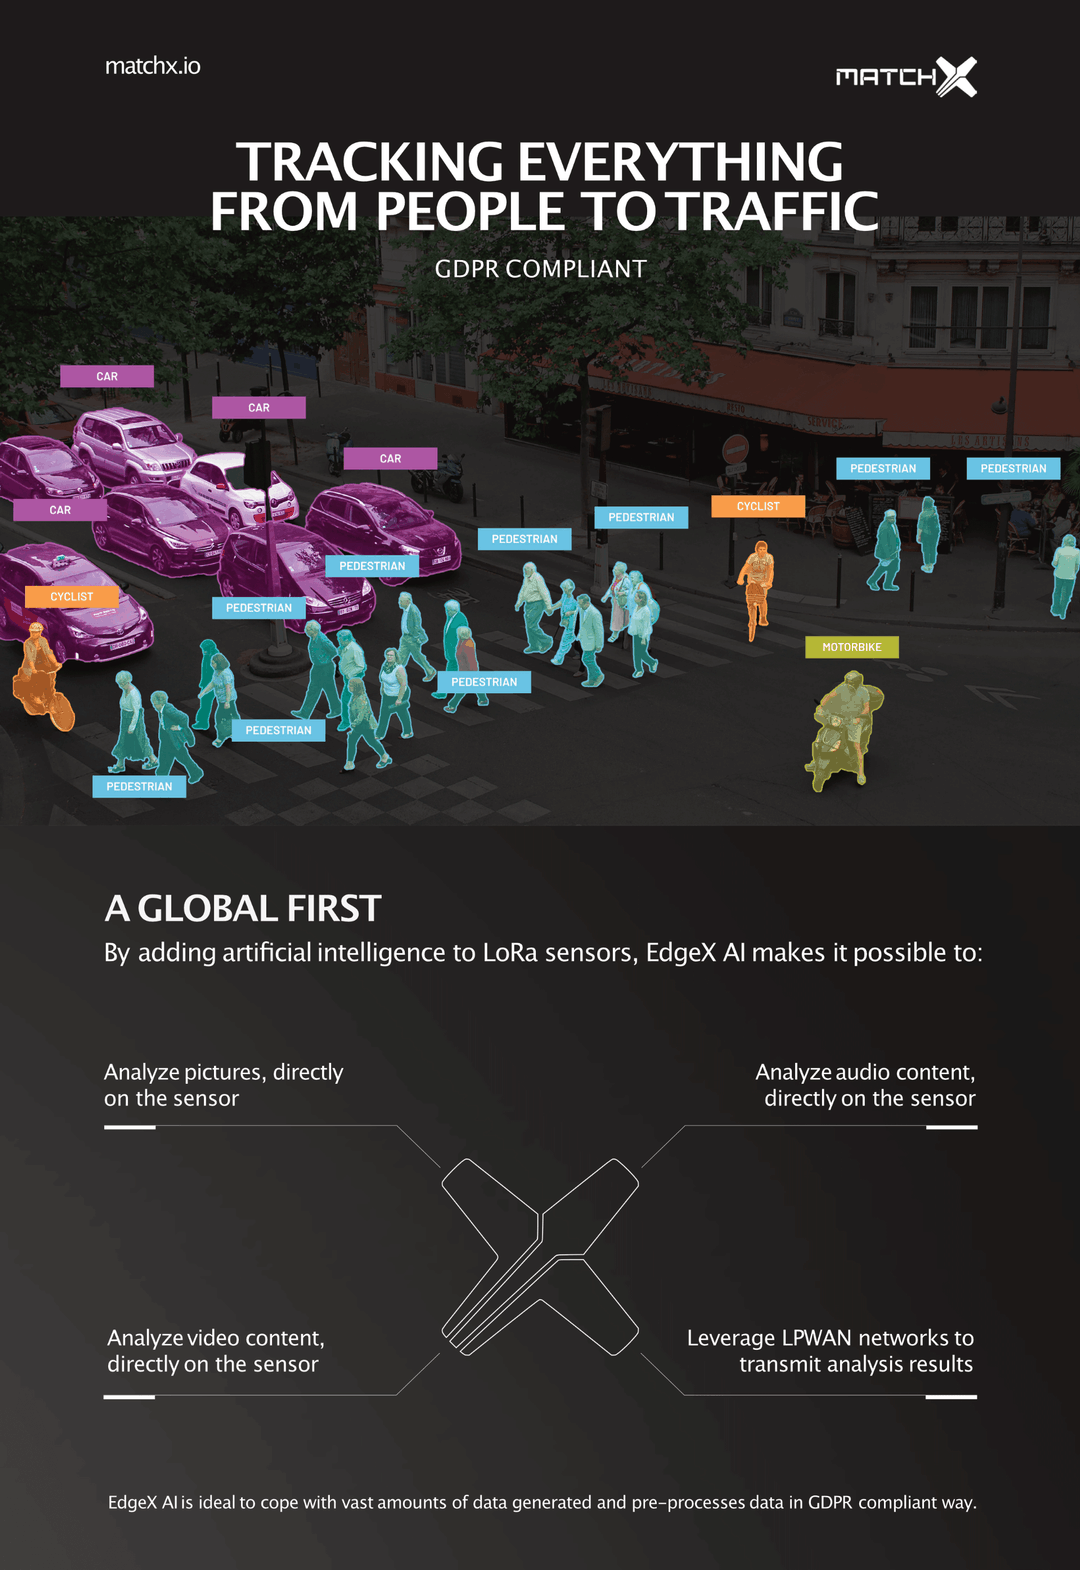 matchx.io
MATCHX
TRACKING EVERYTHING
FROM PEOPLE TO TRAFFIC
GDPR COMPLIANT
CAR
CAR
CAR
CAR
PEDESTRIAN
PEDESTRIAN
CYCLIST
PEDESTRIAN
PEDESTRIAN
PEDESTRIAN
CYCLIST
PEDESTRIAN
MOTORBIKE
PEDESTRIAN
PEDESTRIAN
PEDESTRIAN
SERVICE
LES ARTISANS
A GLOBAL FIRST
By adding artificial intelligence to LoRa sensors, EdgeX AI makes it possible to:
Analyze pictures, directly
on the sensor
Analyze audio content,
directly on the sensor
Analyze video content,
directly on the sensor
Leverage LPWAN networks to
transmit analysis results
EdgeX AI is ideal to cope with vast amounts of data generated and pre-processes data in GDPR compliant way.